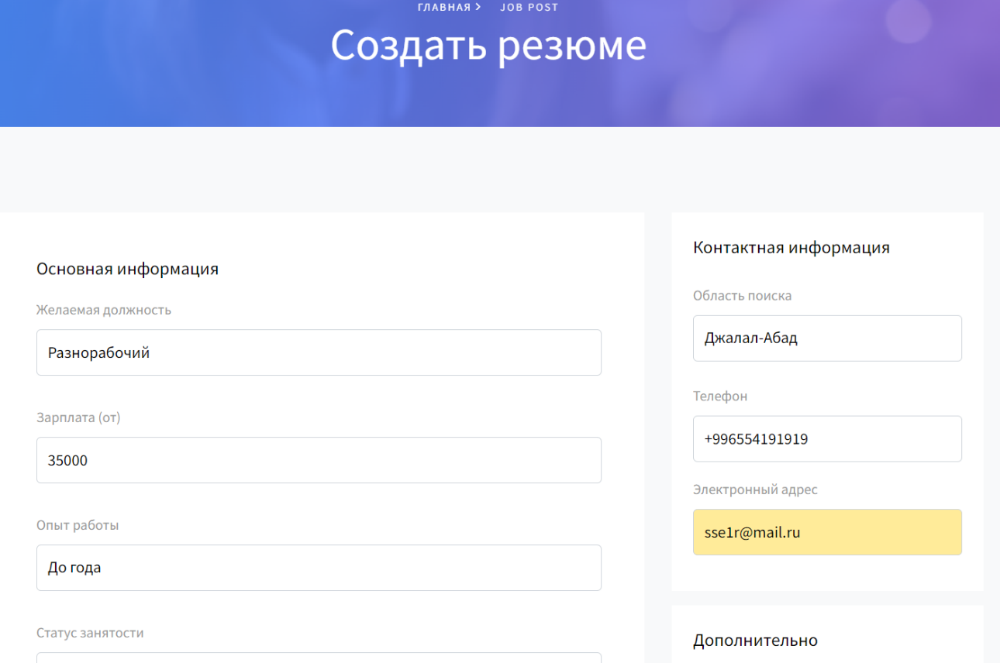 ГЛАВНАЯ > JOB POST
Создать резюме
Основная информация
Желаемая должность
Разнорабочий
Зарплата (от)
35000
Опыт работы
До года
Статус занятости
Контактная информация
Область поиска
Джалал-Абад
Телефон
+996554191919
Электронный адрес
sse1r@mail.ru
Дополнительно